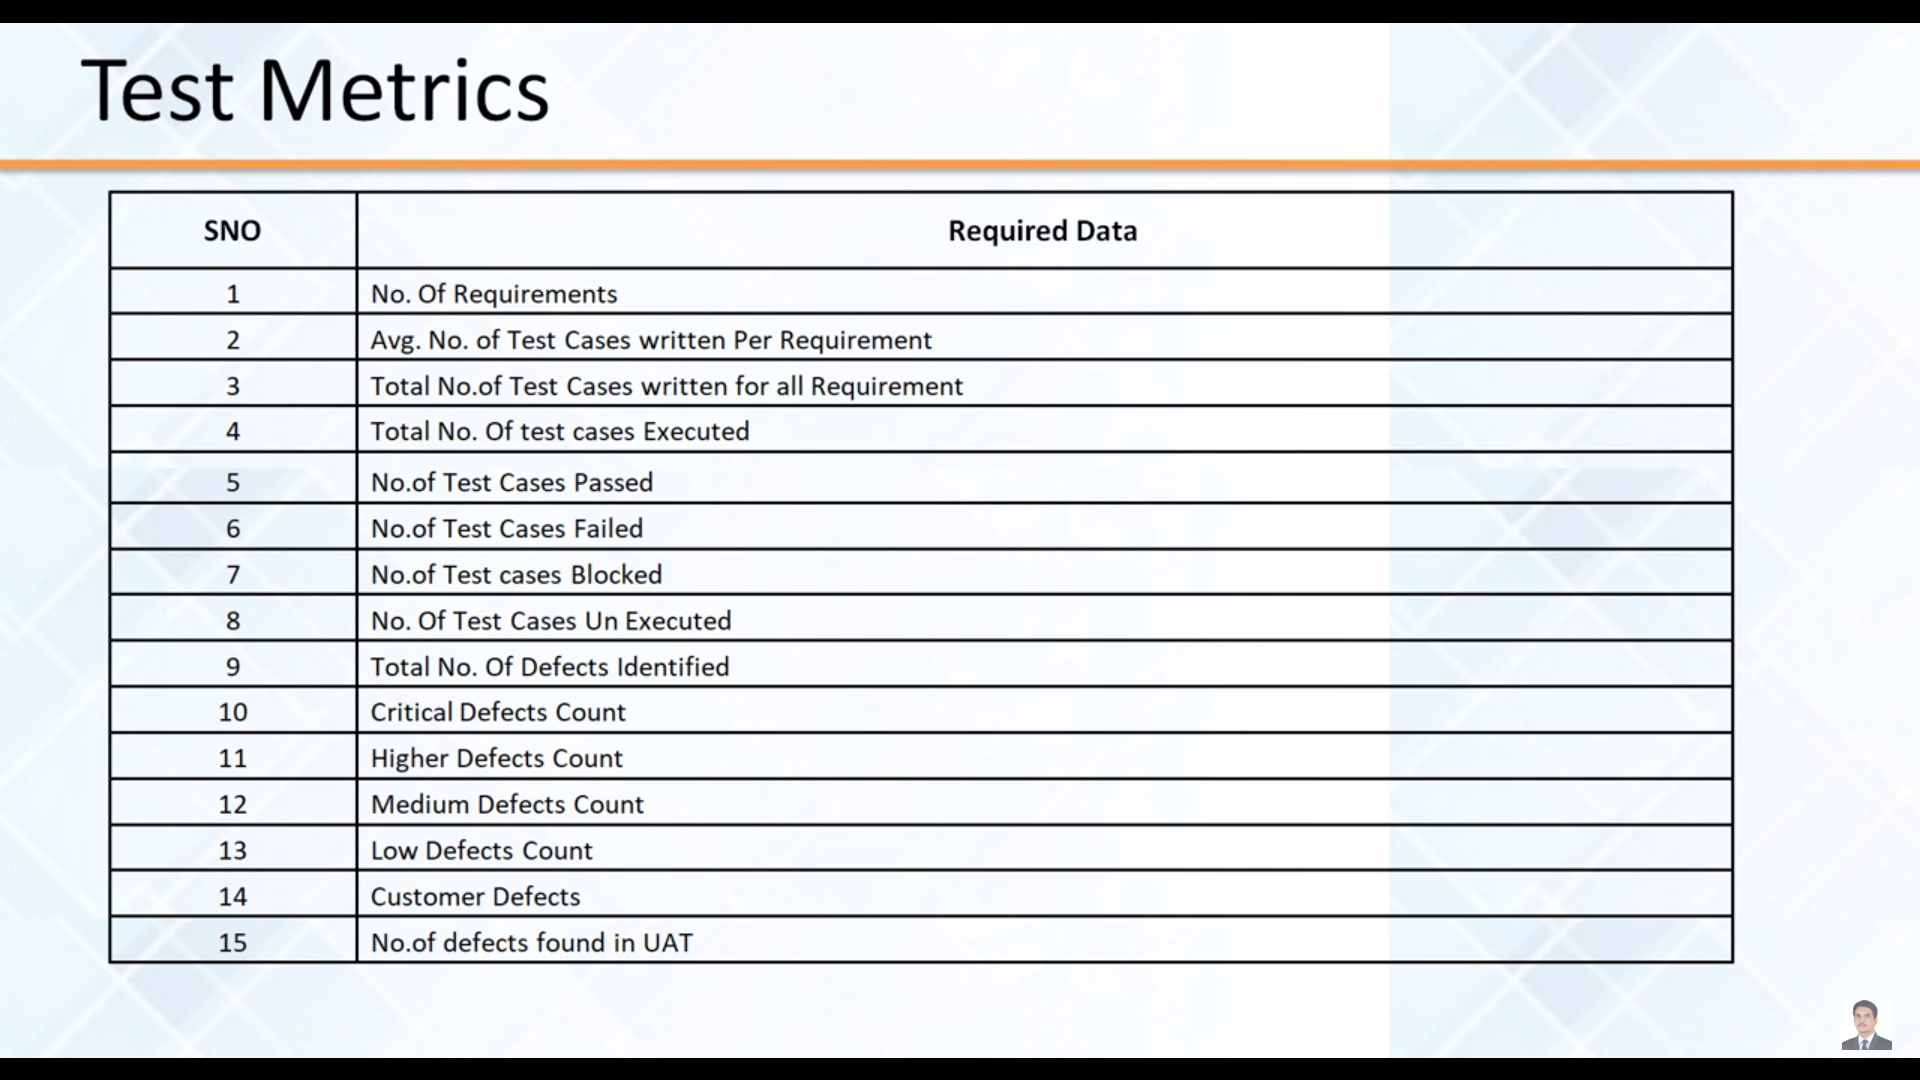 Test Metrics
SNO Required Data
1 No. Of Requirements
2 Avg. No. of Test Cases written Per Requirement
3 Total No.of Test Cases written for all Requirement
4 Total No. Of test cases Executed
5 No.of Test Cases Passed
6 No.of Test Cases Failed
7 No.of Test cases Blocked
8 No. Of Test Cases Un Executed
9 Total No. Of Defects Identified
10 Critical Defects Count
11 Higher Defects Count
12 Medium Defects Count
13 Low Defects Count
14 Customer Defects
15 No.of defects found in UAT